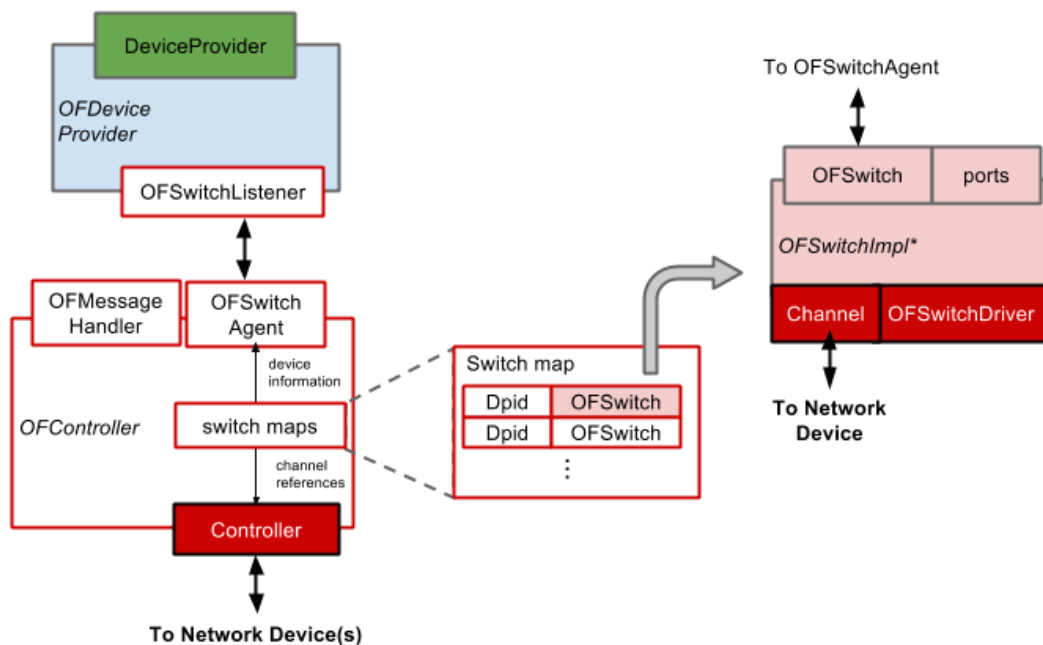 DeviceProvider
OFDevice
Provider
OFSwitchListener
OFMessage
Handler
OFSwitch
Agent
device
information
OFController
switch maps
channel
references
Controller
To Network Device(s)
Switch map
Dpid OFSwitch
Dpid OFSwitch
...
To OFSwitchAgent
OFSwitch ports
OFSwitchImpl*
Channel OFSwitchDriver
To Network
Device